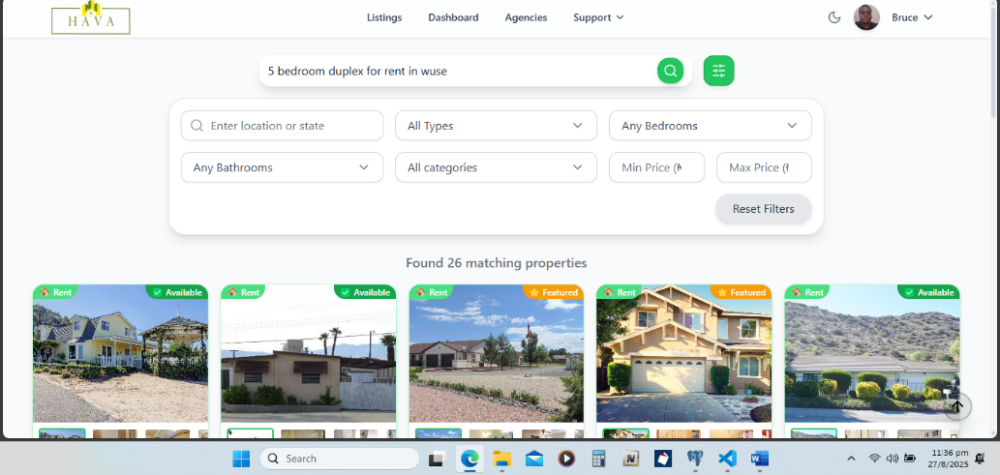 HAVA
Listings Dashboard Agencies Support Bruce
5 bedroom duplex for rent in wuse
Enter location or state All Types Any Bedrooms
Any Bathrooms All categories Min Price (₦ Max Price (
Reset Filters
Found 26 matching properties
Rent Available Rent Available Rent Featured Rent Featured Rent Available
Search
11:36 pm
27/8/2025